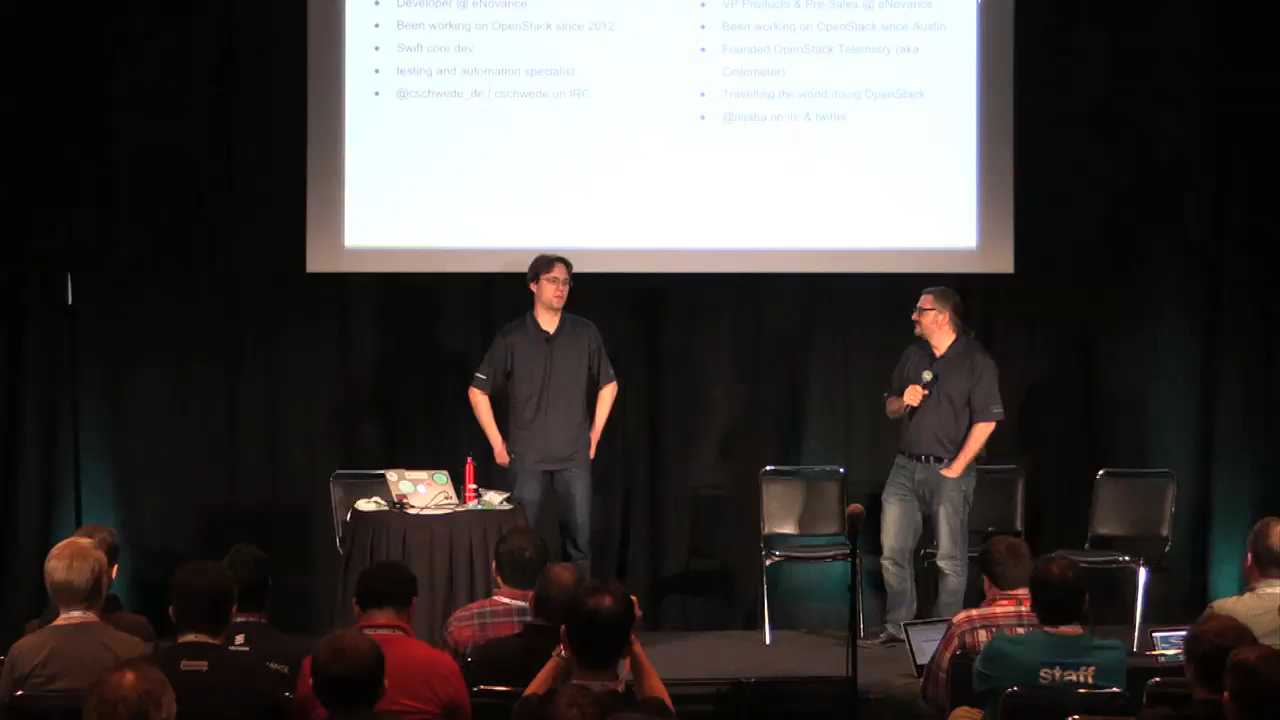 Developer @ eNovance
Been working on OpenStack since 2012
Swift core dev
testing and automation specialist
@cschwede_de / cschwede on IRC
VP Products & Pre-Sales @ eNovance
Been working on OpenStack since Austin
Founded OpenStack Telemetry (aka
Ceilometer)
Travelling the world doing OpenStack
@nijaba on irc & twitter
staff